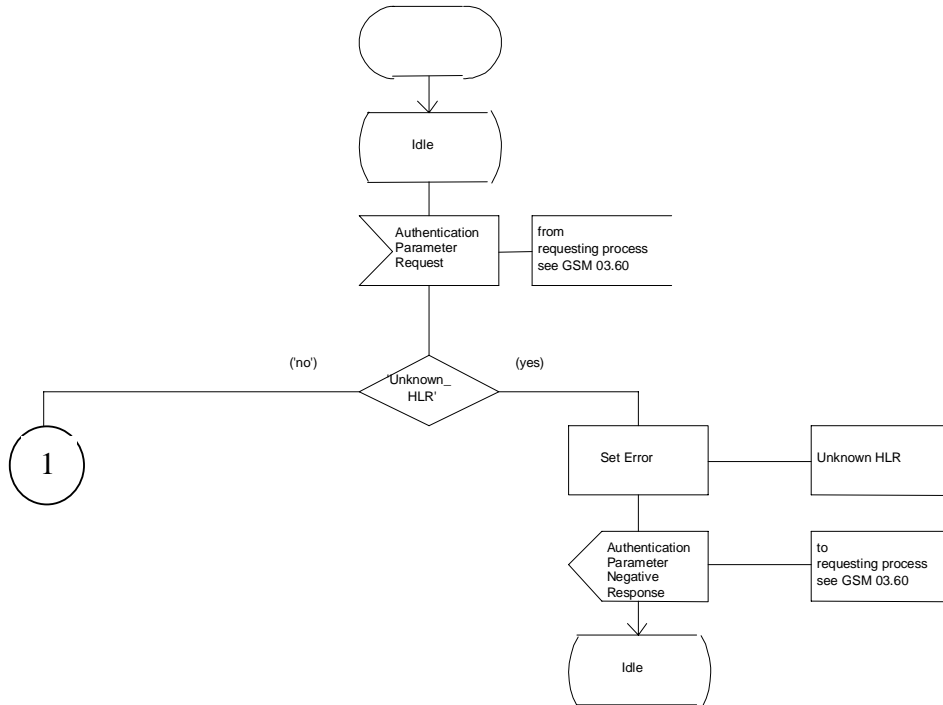 Idle
Authentication
Parameter
Request
from
requesting process
see GSM 03.60
('no')
(yes)
'Unknown_
HLR'
1
Set Error
Unknown HLR
Authentication
Parameter
Negative
Response
to
requesting process
see GSM 03.60
Idle